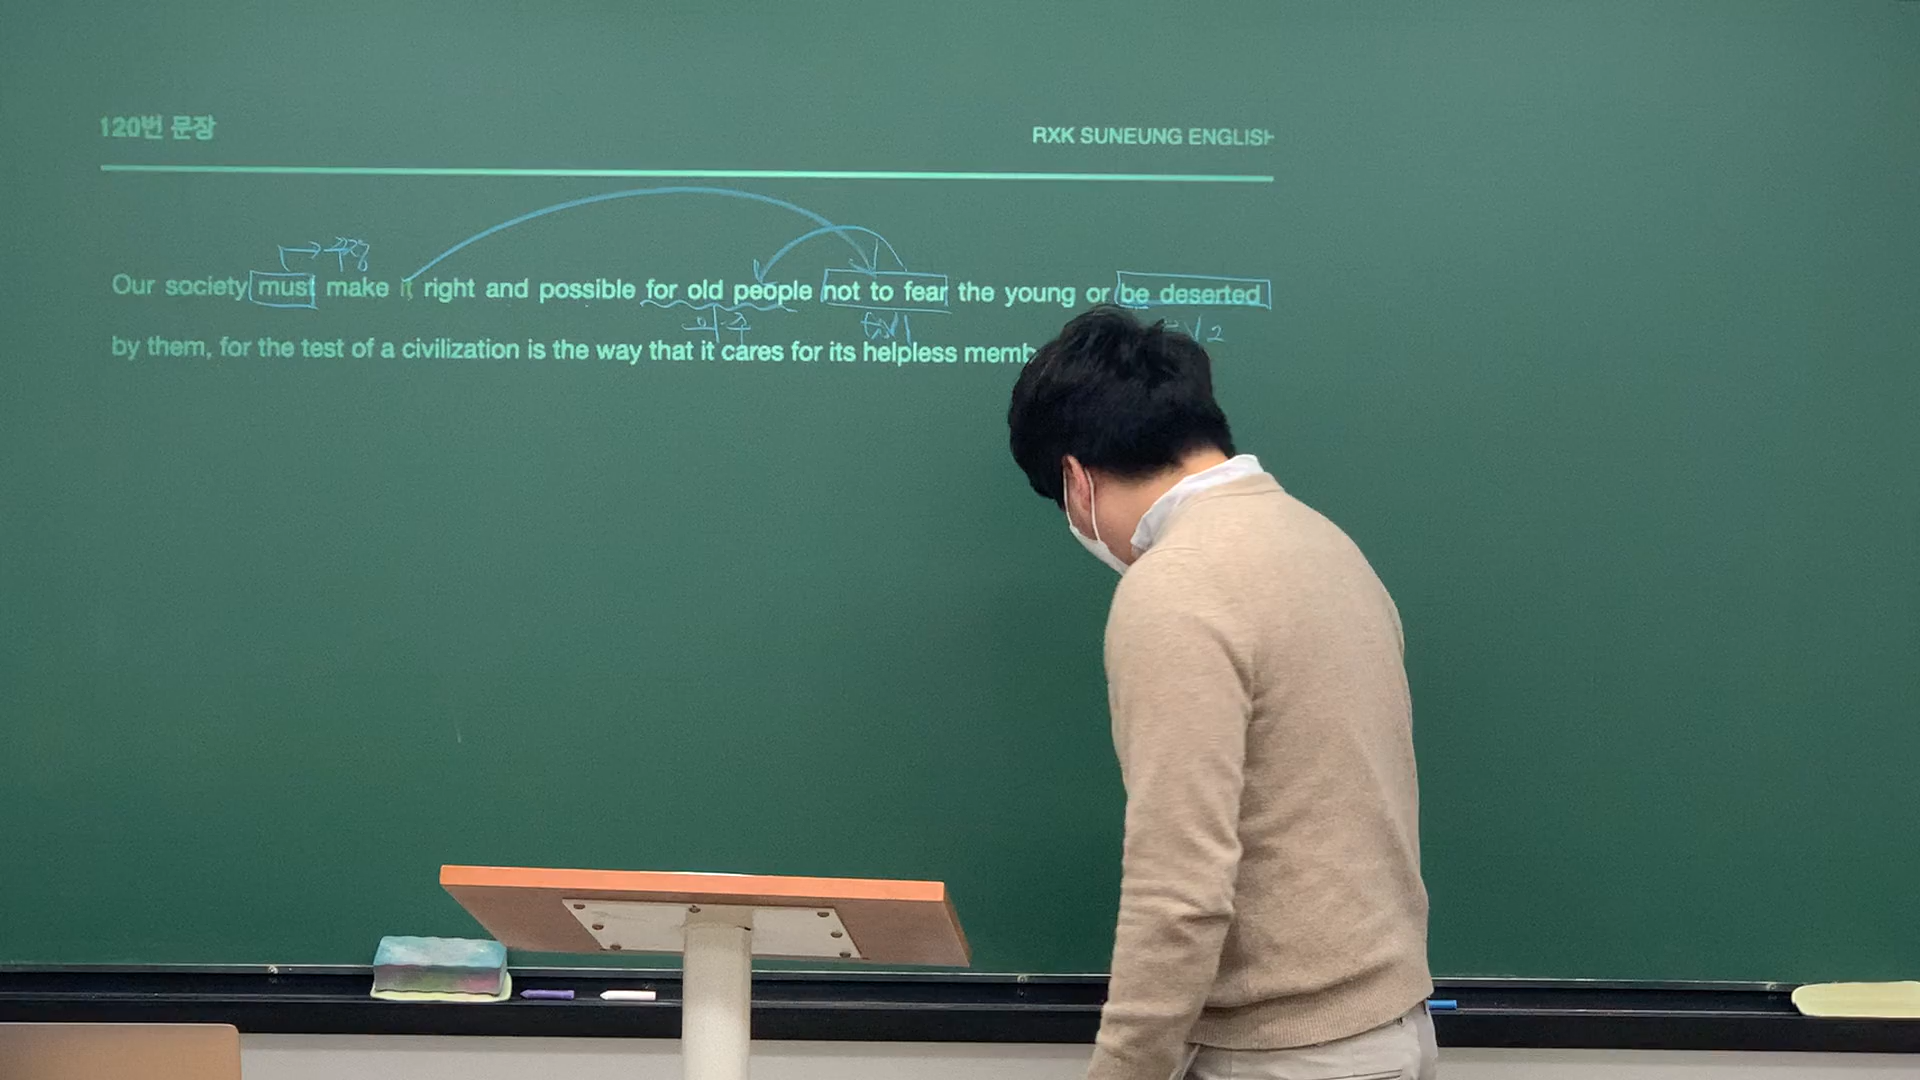 120번 문장
RXK SUNEUNG ENGLISH
주장
Our society must make it right and possible for old people not to fear the young or be deserted
의·주 toV1 V2
by them, for the test of a civilization is the way that it cares for its helpless memb